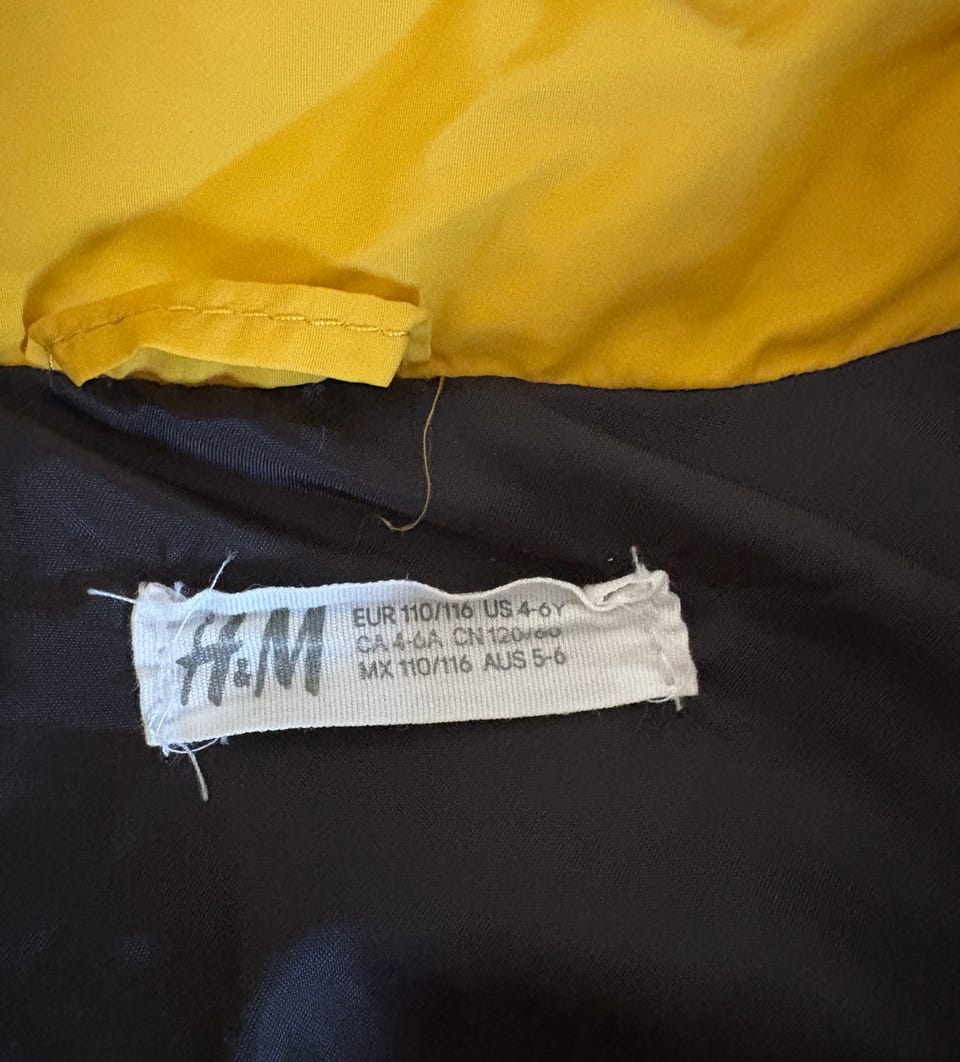 H&M
EUR 110/116 US 4-6Y
CA 4-6A CN 120/60
MX 110/116 AUS 5-6